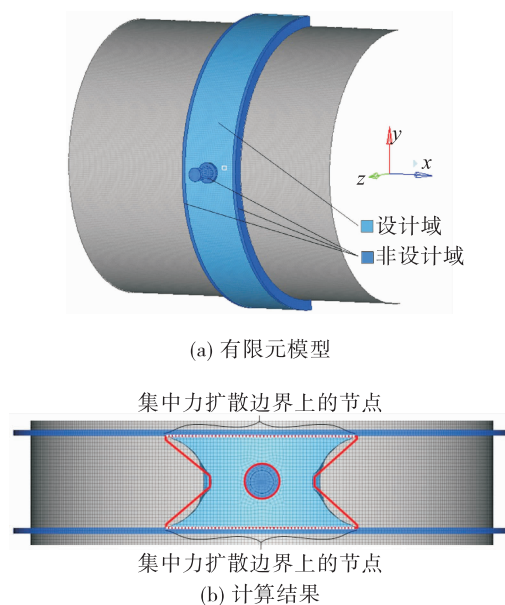 y
x
z
设计域
非设计域
(a) 有限元模型
集中力扩散边界上的节点
集中力扩散边界上的节点
(b) 计算结果